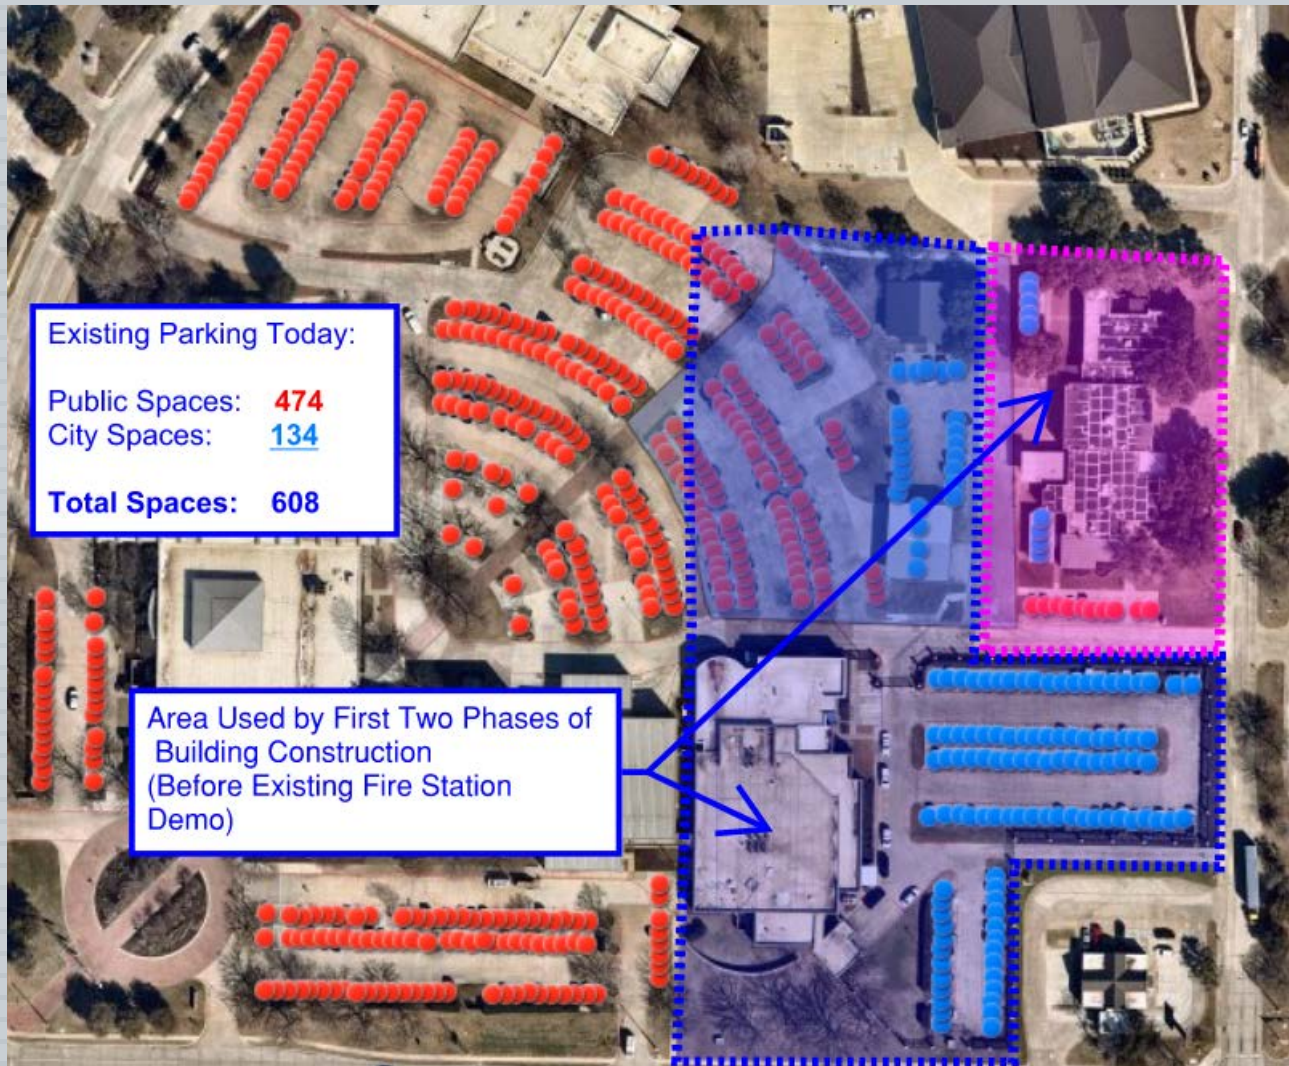 Existing Parking Today:
Public Spaces: 474
City Spaces: 134
Total Spaces: 608
Area Used by First Two Phases of
Building Construction
(Before Existing Fire Station
Demo)